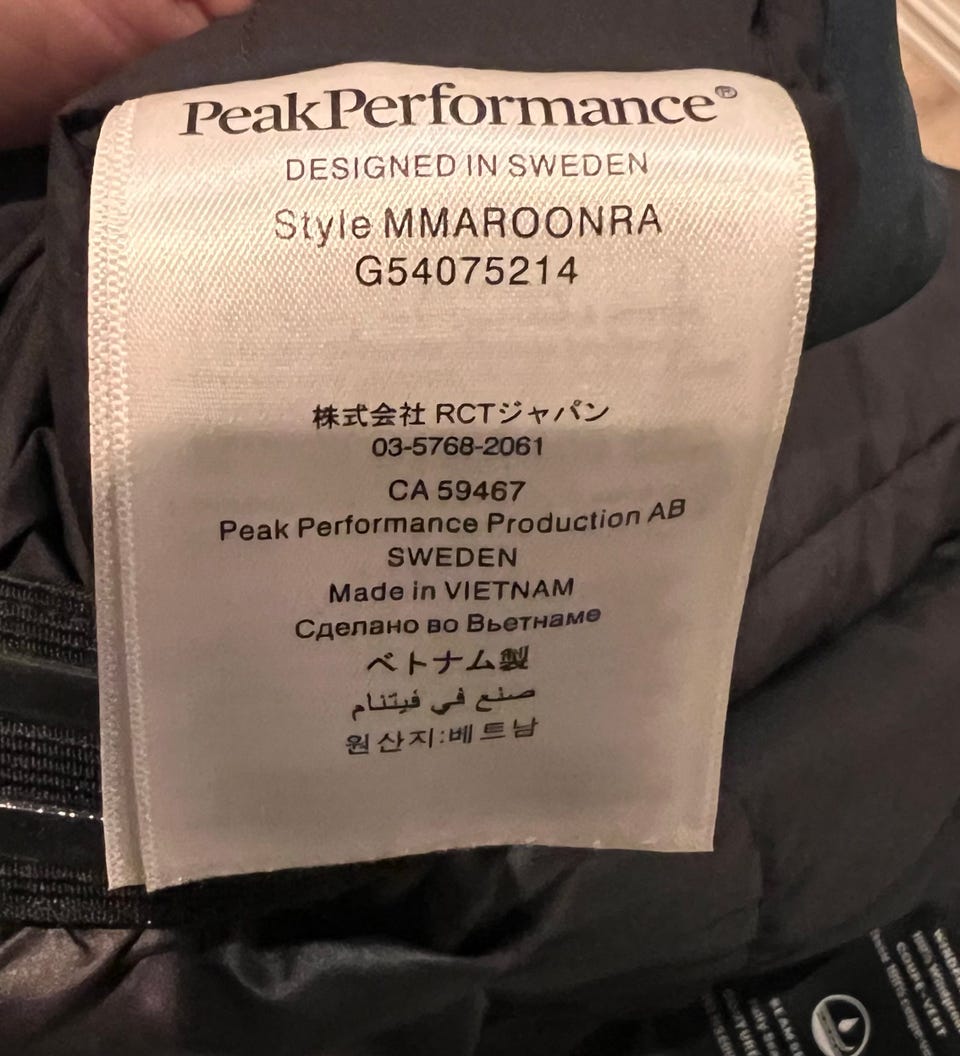 PeakPerformance®
DESIGNED IN SWEDEN
Style MMAROONRA
G54075214
株式会社 RCTジャパン
03-5768-2061
CA 59467
Peak Performance Production AB
SWEDEN
Made in VIETNAM
Сделано во Вьетнаме
ベトナム製
صنع في فيتنام
원산지:베트남
COUPE-VENT